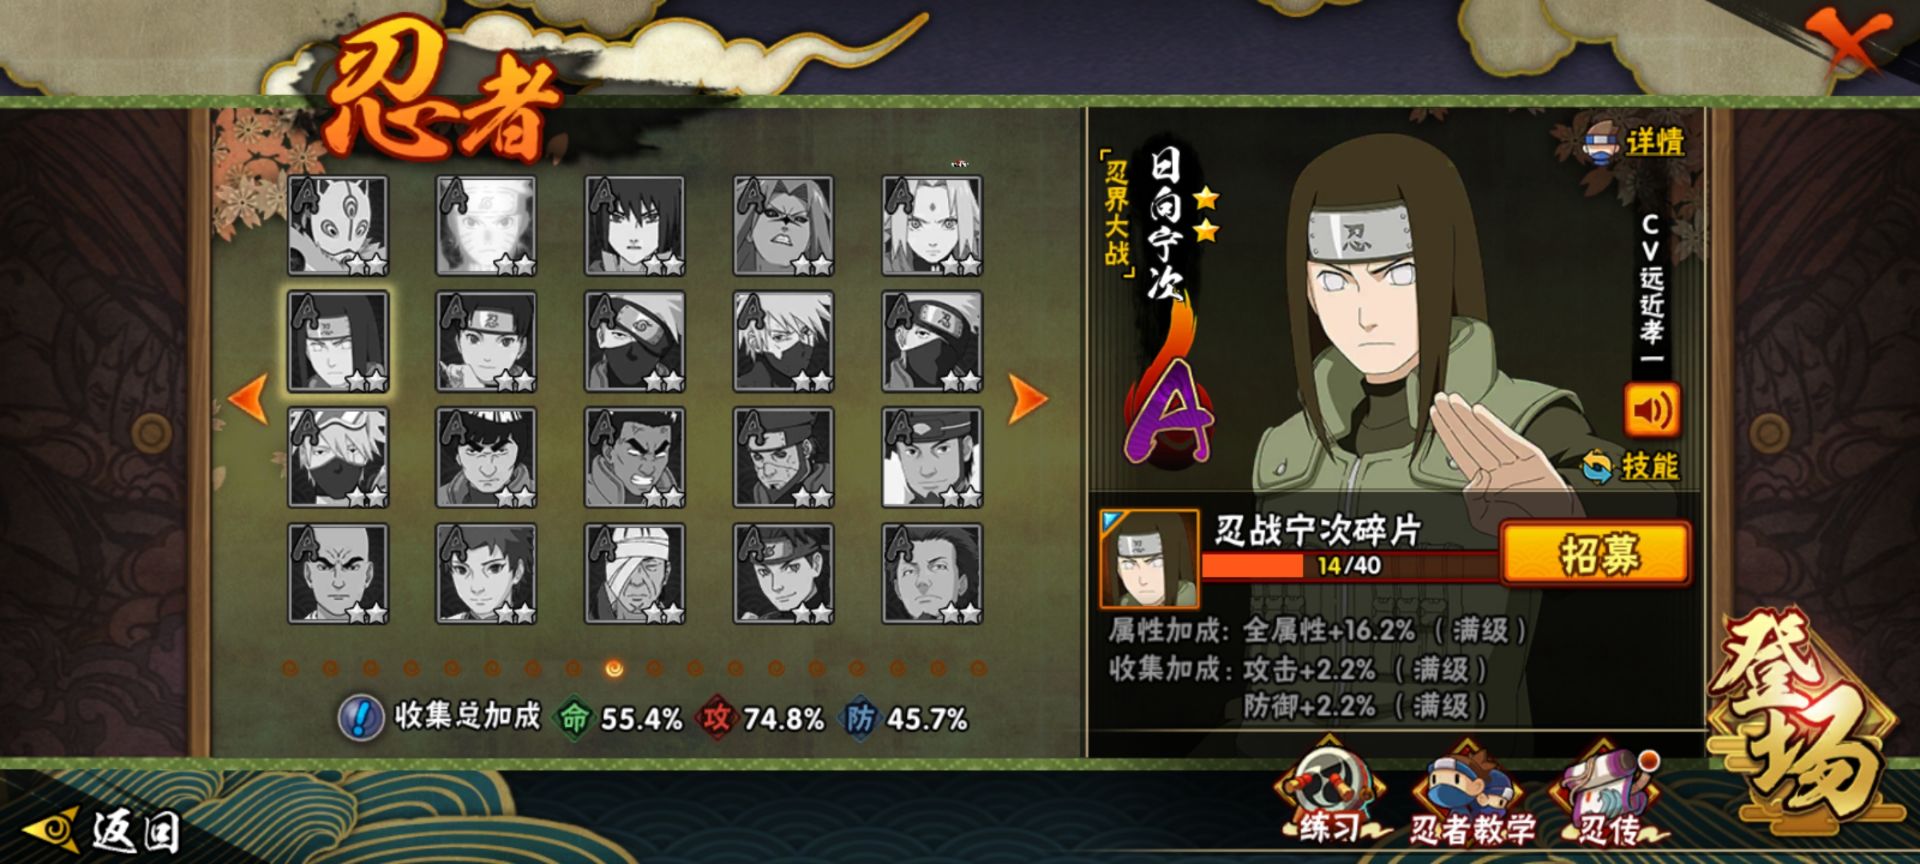 忍者
A A A A A
A A A A A
A A A A A
A A A A A
收集总加成 命 55.4% 攻 74.8% 防 45.7%
返回
「忍界大战」
日向宁次
A
忍
详情
CV远近孝一
技能
忍战宁次碎片
14/40
招募
属性加成: 全属性+16.2% (满级)
收集加成: 攻击+2.2% (满级)
防御+2.2% (满级)
登场
练习
忍者教学
忍传